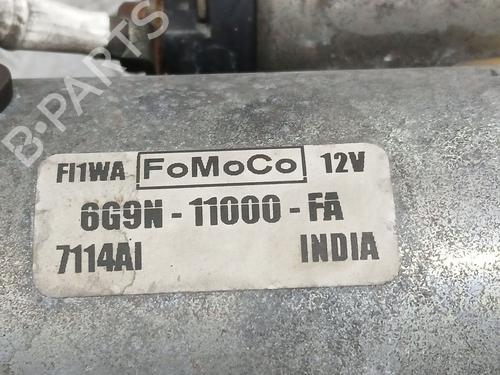 B-PARTS
FI1WA FoMoCo 12V
6G9N - 11000 - FA
7114AI INDIA